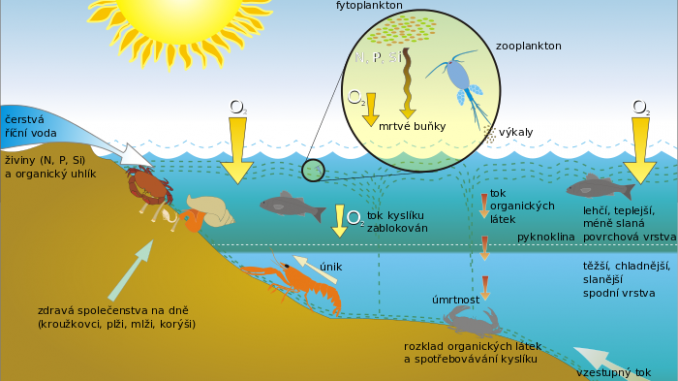 fytoplankton
zooplankton
N, P, Si
O₂
mrtvé buňky
výkaly
O₂
O₂
čerstvá
říční voda
živiny (N, P, Si)
a organický uhlík
O₂
tok kyslíku
zablokován
tok
organických
látek
lehčí, teplejší,
méně slaná
povrchová vrstva
pyknoklina
těžší, chladnější,
slanější
spodní vrstva
únik
úmrtnost
zdravá společenstva na dně
(kroužkovci, plži, mlži, korýši)
rozklad organických látek
a spotřebovávání kyslíku
vzestupný tok